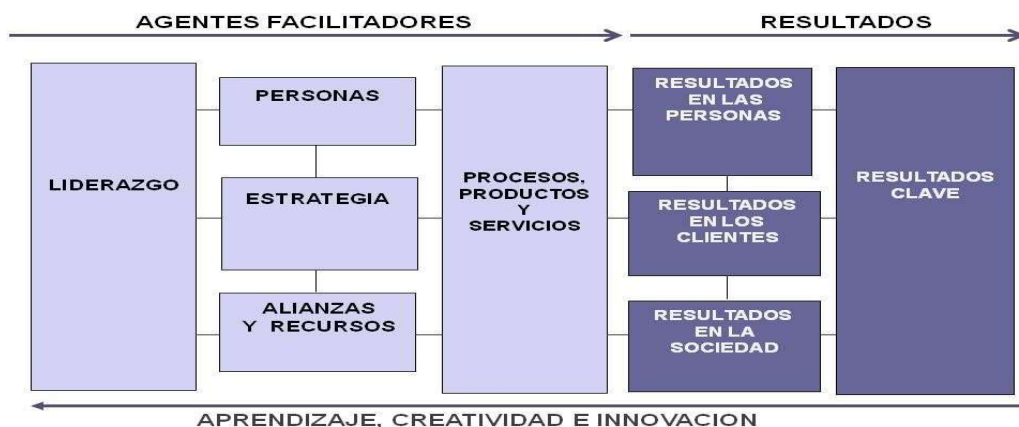 AGENTES FACILITADORES
RESULTADOS
LIDERAZGO
PERSONAS
ESTRATEGIA
ALIANZAS
Y RECURSOS
PROCESOS,
PRODUCTOS
Y
SERVICIOS
RESULTADOS
EN LAS
PERSONAS
RESULTADOS
EN LOS
CLIENTES
RESULTADOS
EN LA
SOCIEDAD
RESULTADOS
CLAVE
APRENDIZAJE, CREATIVIDAD E INNOVACION